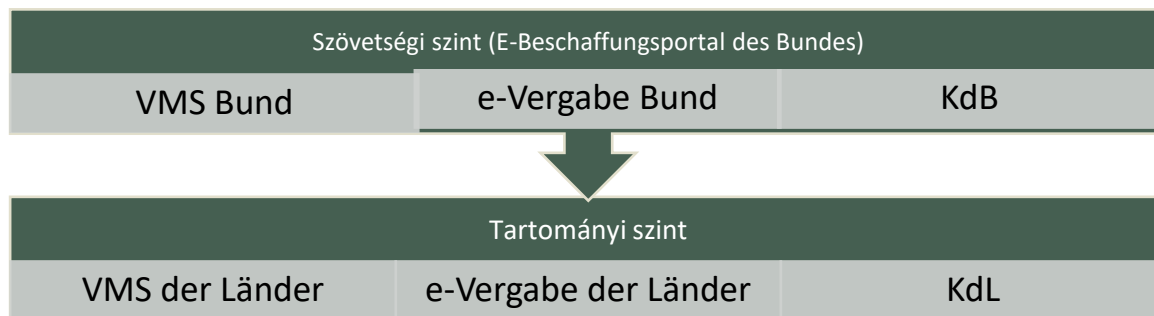 Szövetségi szint (E-Beschaffungsportal des Bundes)
VMS Bund
e-Vergabe Bund
KdB
Tartományi szint
VMS der Länder
e-Vergabe der Länder
KdL